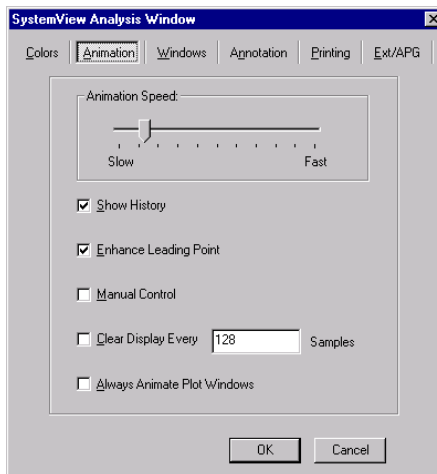 SystemView Analysis Window
Colors Animation Windows Annotation Printing Ext/APG
Animation Speed:
Slow Fast
Show History
Enhance Leading Point
Manual Control
Clear Display Every 128 Samples
Always Animate Plot Windows
OK Cancel